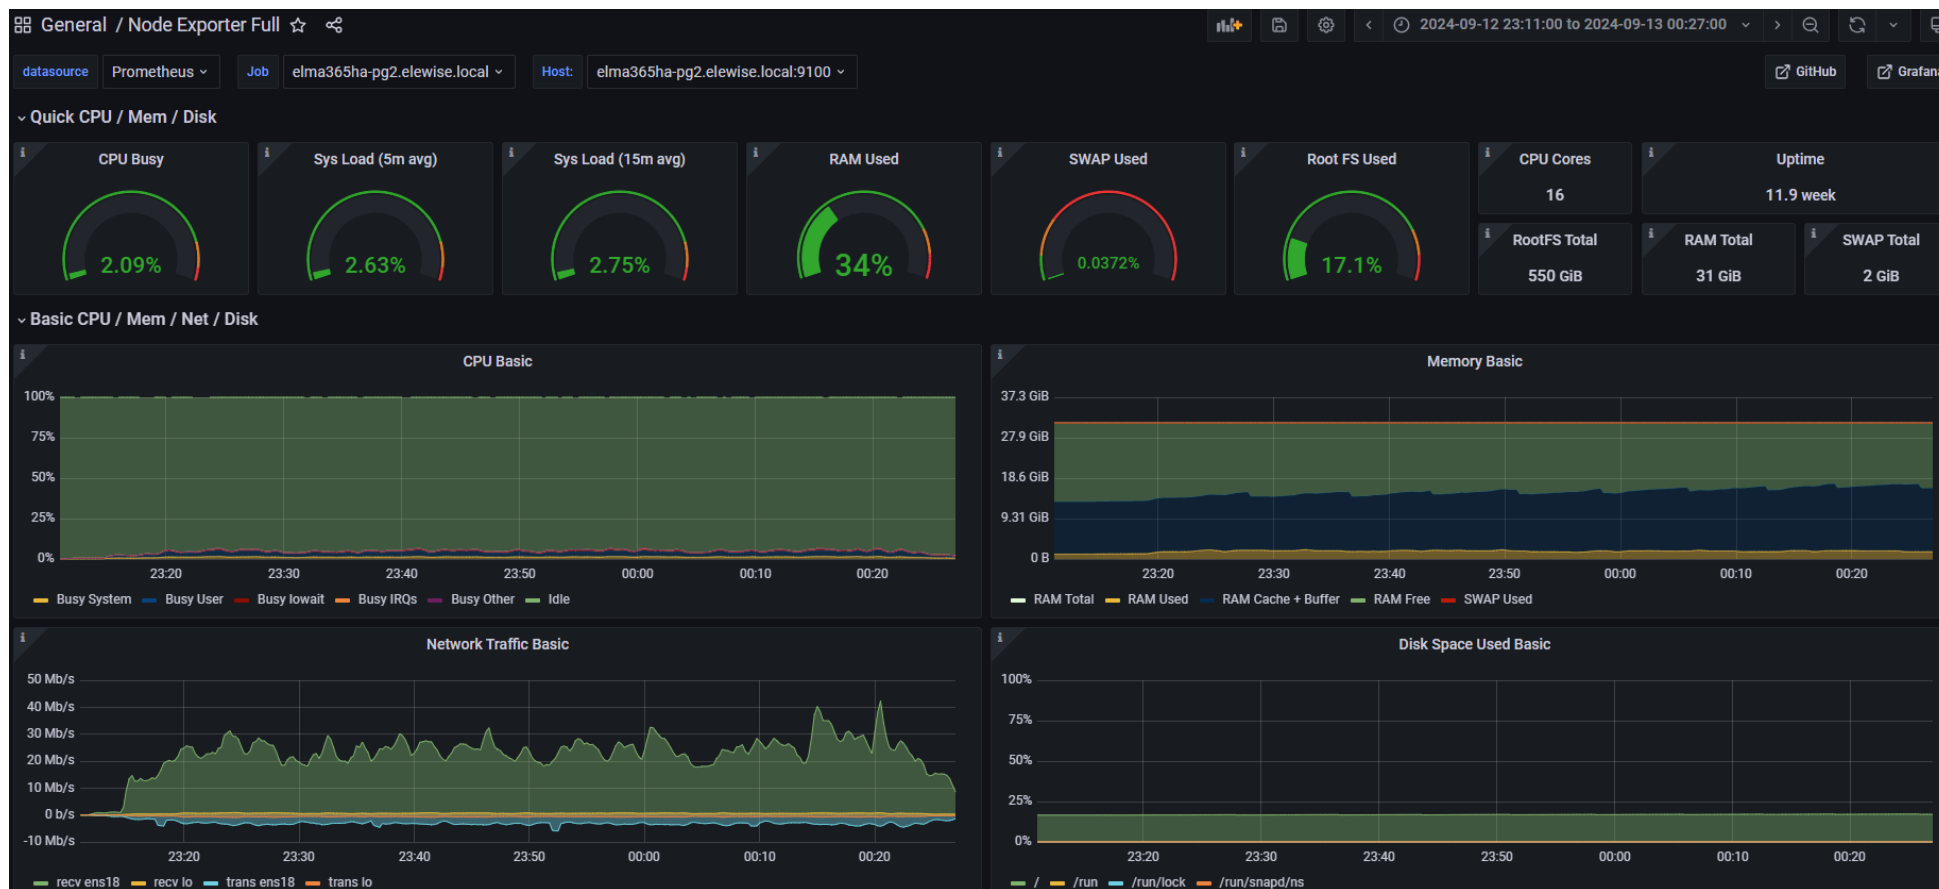 General / Node Exporter Full
2024-09-12 23:11:00 to 2024-09-13 00:27:00
datasource Prometheus Job elma365ha-pg2.elewise.local Host: elma365ha-pg2.elewise.local:9100 GitHub Grafana
Quick CPU / Mem / Disk
CPU Busy
2.09%
Sys Load (5m avg)
2.63%
Sys Load (15m avg)
2.75%
RAM Used
34%
SWAP Used
0.0372%
Root FS Used
17.1%
CPU Cores
16
Uptime
11.9 week
RootFS Total
550 GiB
RAM Total
31 GiB
SWAP Total
2 GiB
Basic CPU / Mem / Net / Disk
CPU Basic
100%
75%
50%
25%
0%
23:20 23:30 23:40 23:50 00:00 00:10 00:20
Busy System Busy User Busy Iowait Busy IRQs Busy Other Idle
Memory Basic
37.3 GiB
27.9 GiB
18.6 GiB
9.31 GiB
0 B
23:20 23:30 23:40 23:50 00:00 00:10 00:20
RAM Total RAM Used RAM Cache + Buffer RAM Free SWAP Used
Network Traffic Basic
50 Mb/s
40 Mb/s
30 Mb/s
20 Mb/s
10 Mb/s
0 b/s
-10 Mb/s
23:20 23:30 23:40 23:50 00:00 00:10 00:20
recv ens18 recv lo trans ens18 trans lo
Disk Space Used Basic
100%
75%
50%
25%
0%
23:20 23:30 23:40 23:50 00:00 00:10 00:20
/ /run /run/lock /run/snapd/ns